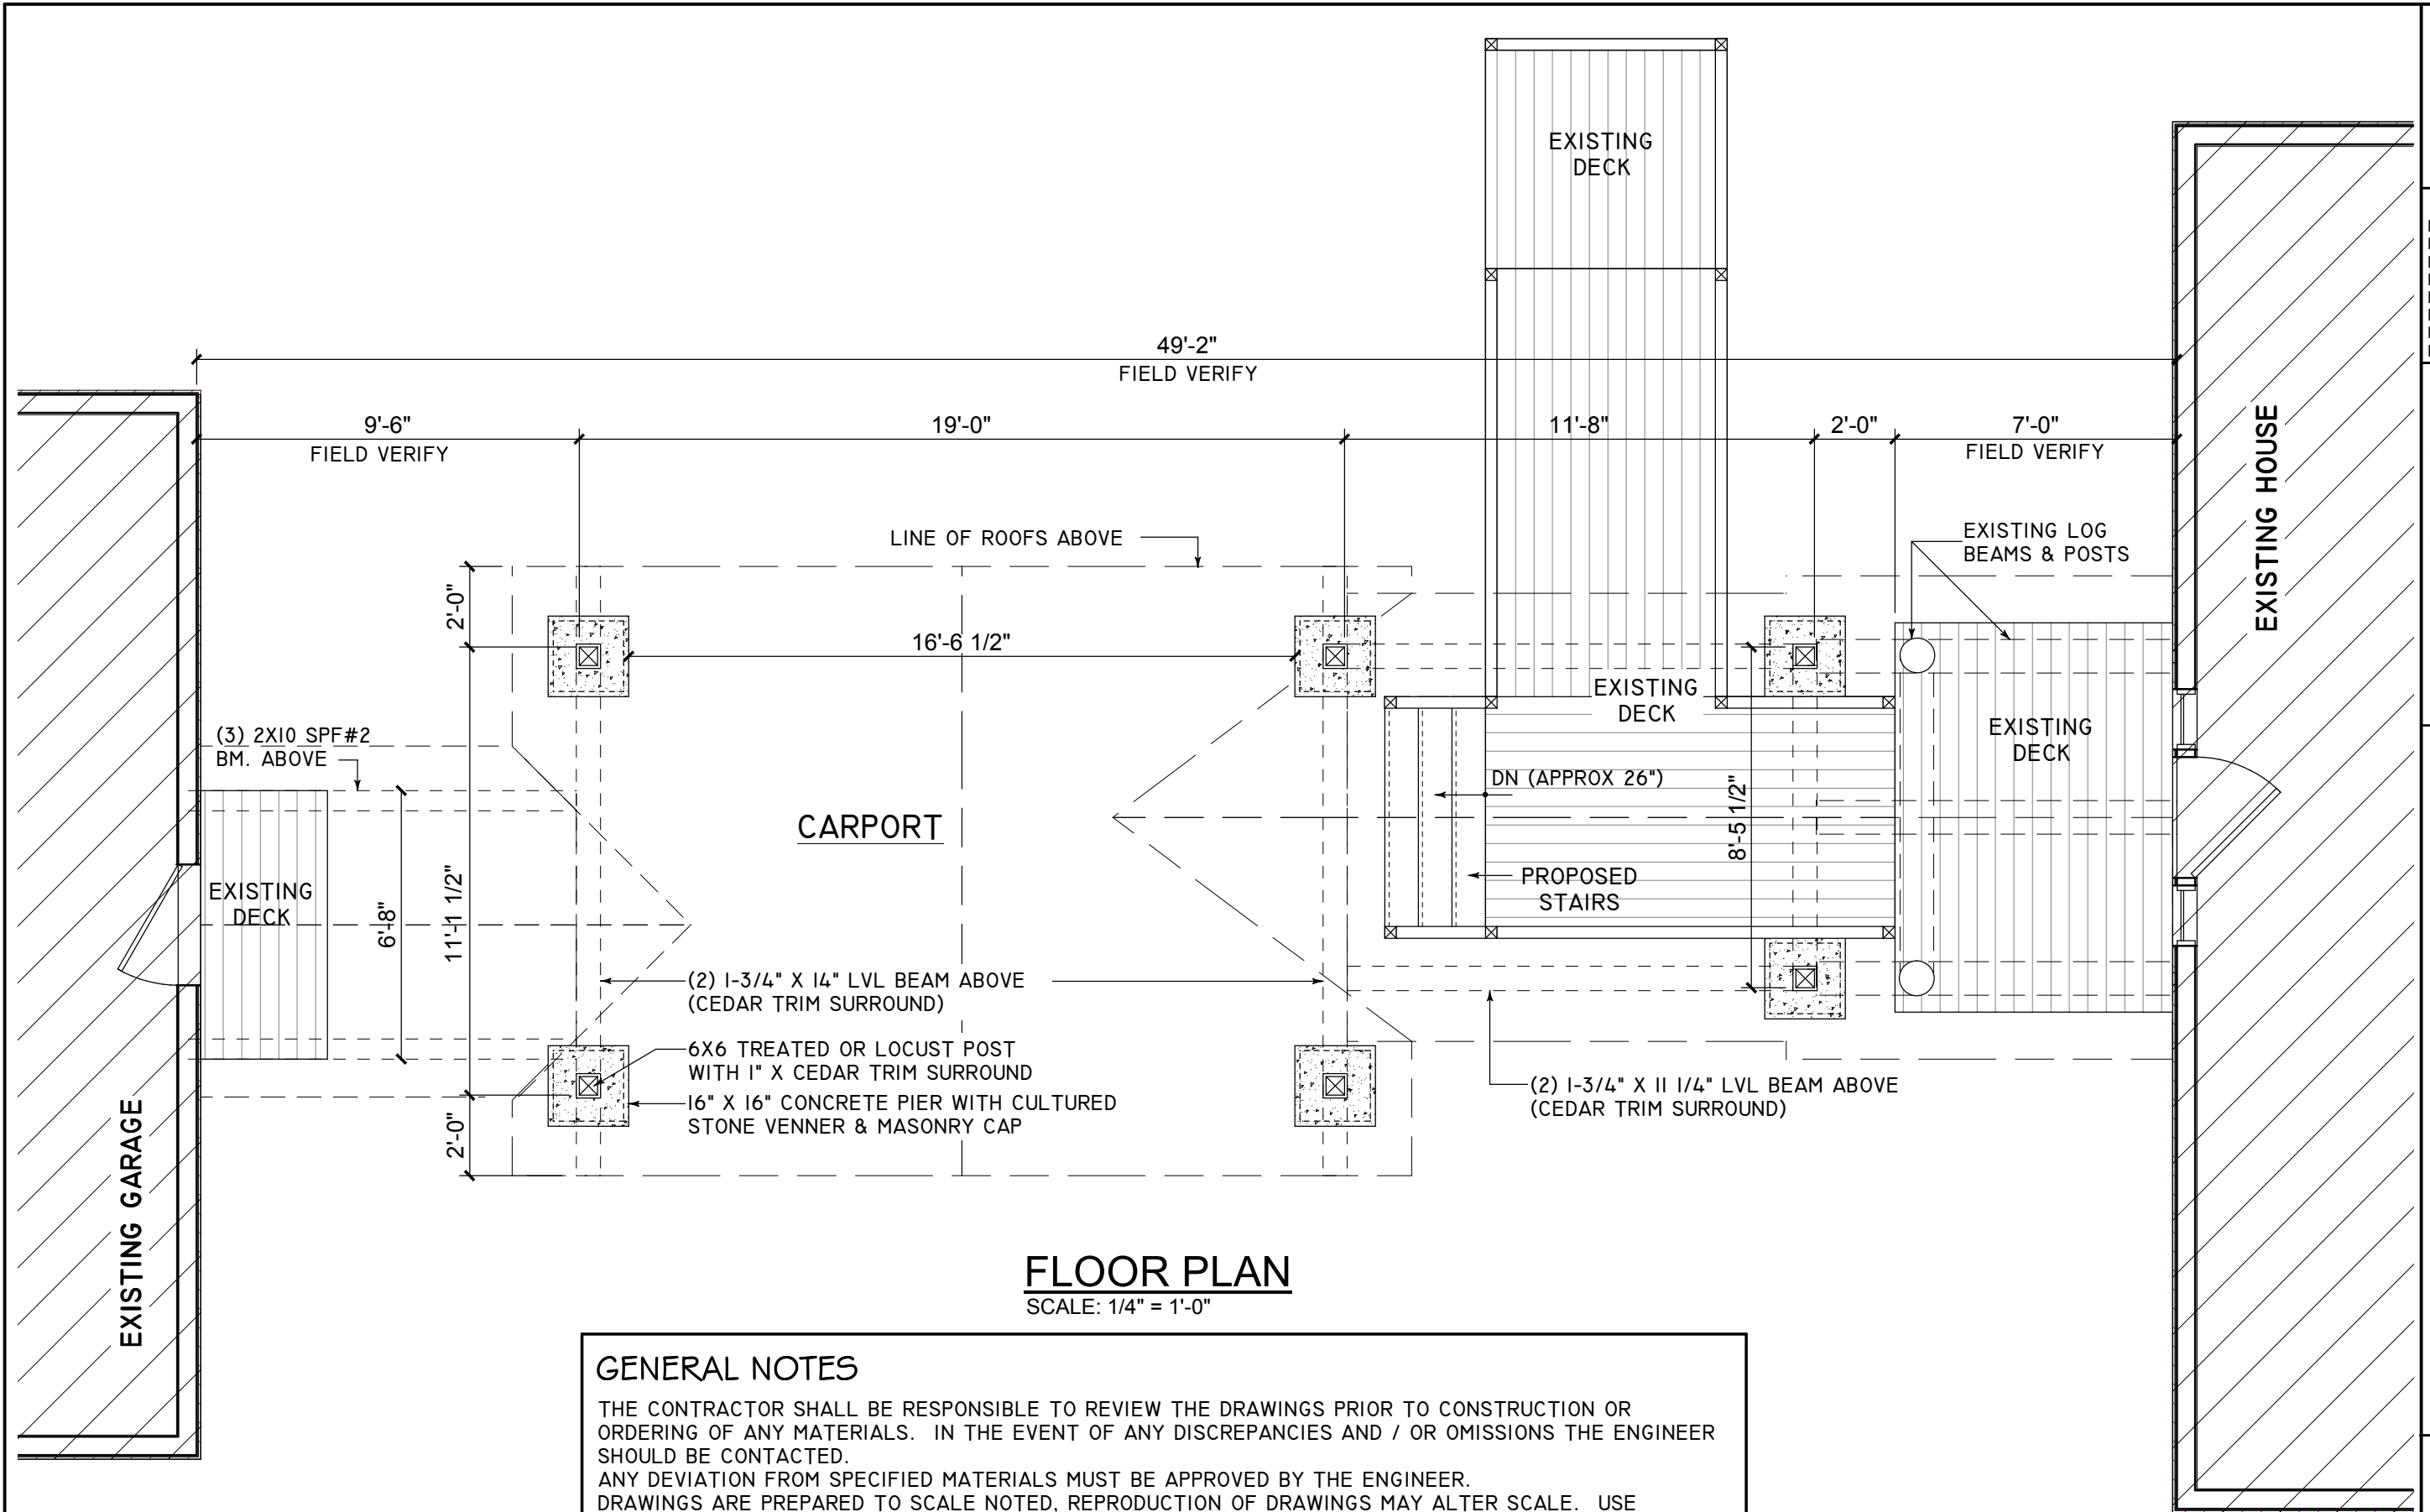 EXISTING
DECK
49'-2"
FIELD VERIFY
9'-6"
FIELD VERIFY
19'-0"
11'-8"
2'-0"
7'-0"
FIELD VERIFY
EXISTING HOUSE
LINE OF ROOFS ABOVE
EXISTING LOG
BEAMS & POSTS
2'-0"
16'-6 1/2"
EXISTING
DECK
EXISTING
DECK
(3) 2X10 SPF#2
BM. ABOVE
DN (APPROX 26")
8'-5 1/2"
CARPORT
EXISTING
DECK
6'-8"
11'-1 1/2"
PROPOSED
STAIRS
(2) 1-3/4" X 14" LVL BEAM ABOVE
(CEDAR TRIM SURROUND)
6X6 TREATED OR LOCUST POST
WITH 1" X CEDAR TRIM SURROUND
16" X 16" CONCRETE PIER WITH CULTURED
STONE VENNER & MASONRY CAP
(2) 1-3/4" X 11 1/4" LVL BEAM ABOVE
(CEDAR TRIM SURROUND)
2'-0"
EXISTING GARAGE
FLOOR PLAN
SCALE: 1/4" = 1'-0"
GENERAL NOTES
THE CONTRACTOR SHALL BE RESPONSIBLE TO REVIEW THE DRAWINGS PRIOR TO CONSTRUCTION OR
ORDERING OF ANY MATERIALS. IN THE EVENT OF ANY DISCREPANCIES AND / OR OMISSIONS THE ENGINEER
SHOULD BE CONTACTED.
ANY DEVIATION FROM SPECIFIED MATERIALS MUST BE APPROVED BY THE ENGINEER.
DRAWINGS ARE PREPARED TO SCALE NOTED, REPRODUCTION OF DRAWINGS MAY ALTER SCALE. USE